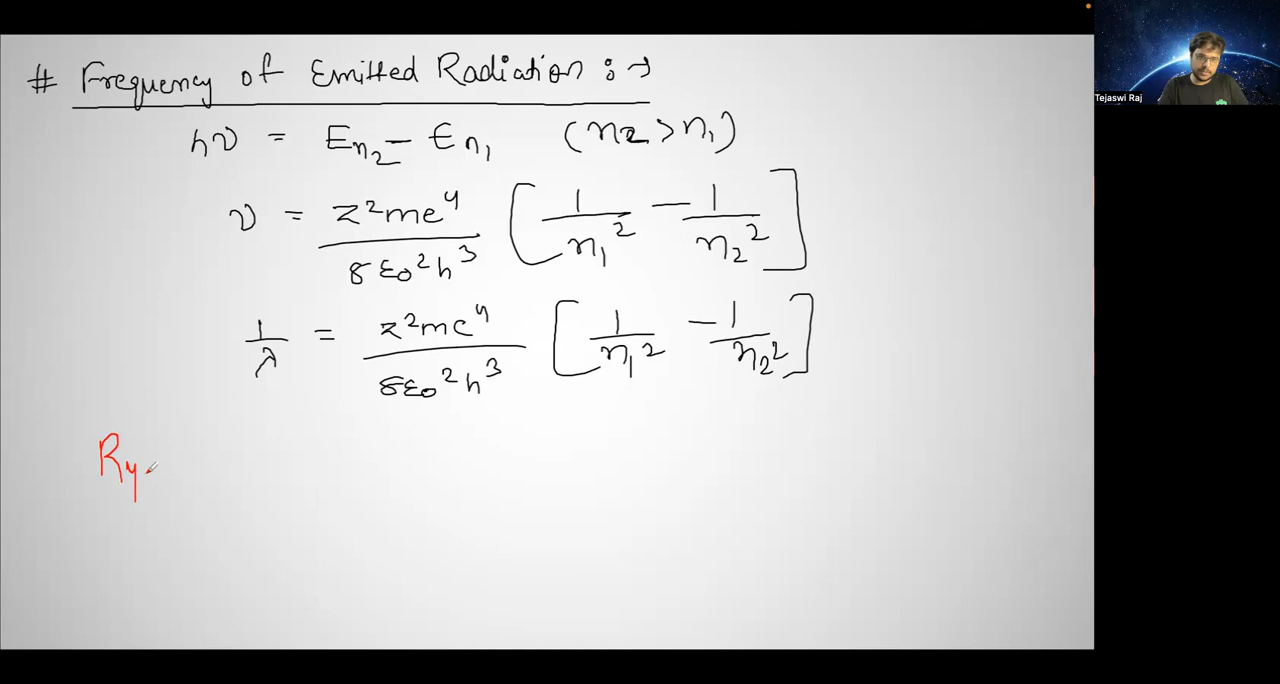 # Frequency of Emitted Radiation :→
hν = En₂ − En₁ (n₂ > n₁)
ν = z²me⁴ / 8ε₀²h³ [ 1/n₁² − 1/n₂² ]
1/λ = z²me⁴ / 8ε₀²h³ [ 1/n₁² − 1/n₂² ]
Ry
Tejaswi Raj